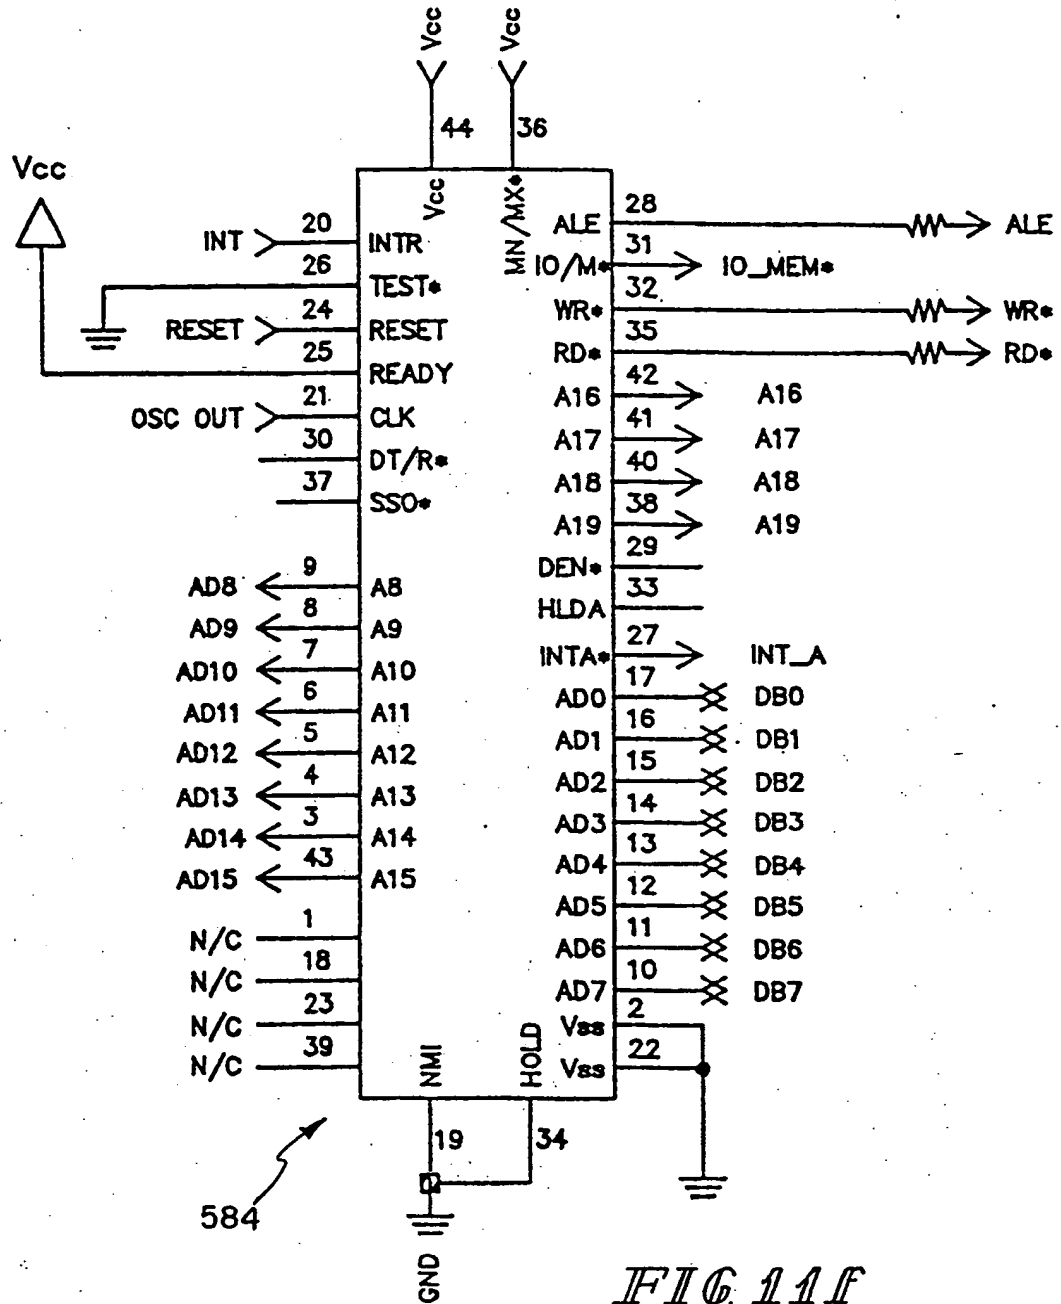 Vcc Vcc
44 36
Vcc
Vcc MN/MX*
INT 20 INTR
26 TEST*
RESET 24 RESET
25 READY
OSC OUT 21 CLK
30 DT/R*
37 SSO*
AD8 9 A8
AD9 8 A9
AD10 7 A10
AD11 6 A11
AD12 5 A12
AD13 4 A13
AD14 3 A14
AD15 43 A15
N/C 1
N/C 18
N/C 23
N/C 39
ALE 28 ALE
IO/M* 31 IO_MEM*
WR* 32 WR*
RD* 35 RD*
A16 42 A16
A17 41 A17
A18 40 A18
A19 38 A19
DEN* 29
HLDA 33
INTA* 27 INT_A
AD0 17 DB0
AD1 16 DB1
AD2 15 DB2
AD3 14 DB3
AD4 13 DB4
AD5 12 DB5
AD6 11 DB6
AD7 10 DB7
Vss 2
Vss 22
NMI HOLD
19 34
584
GND
FIG. 11f